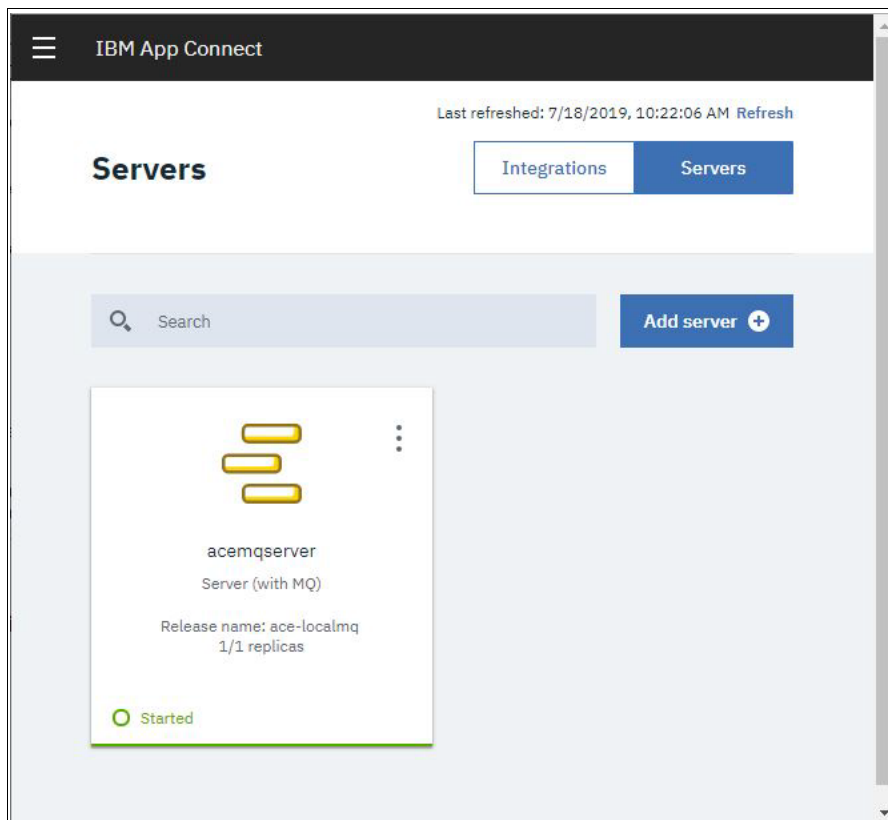 IBM App Connect
Last refreshed: 7/18/2019, 10:22:06 AM Refresh
Servers
Integrations
Servers
Search
Add server
acemqserver
Server (with MQ)
Release name: ace-localmq
1/1 replicas
Started